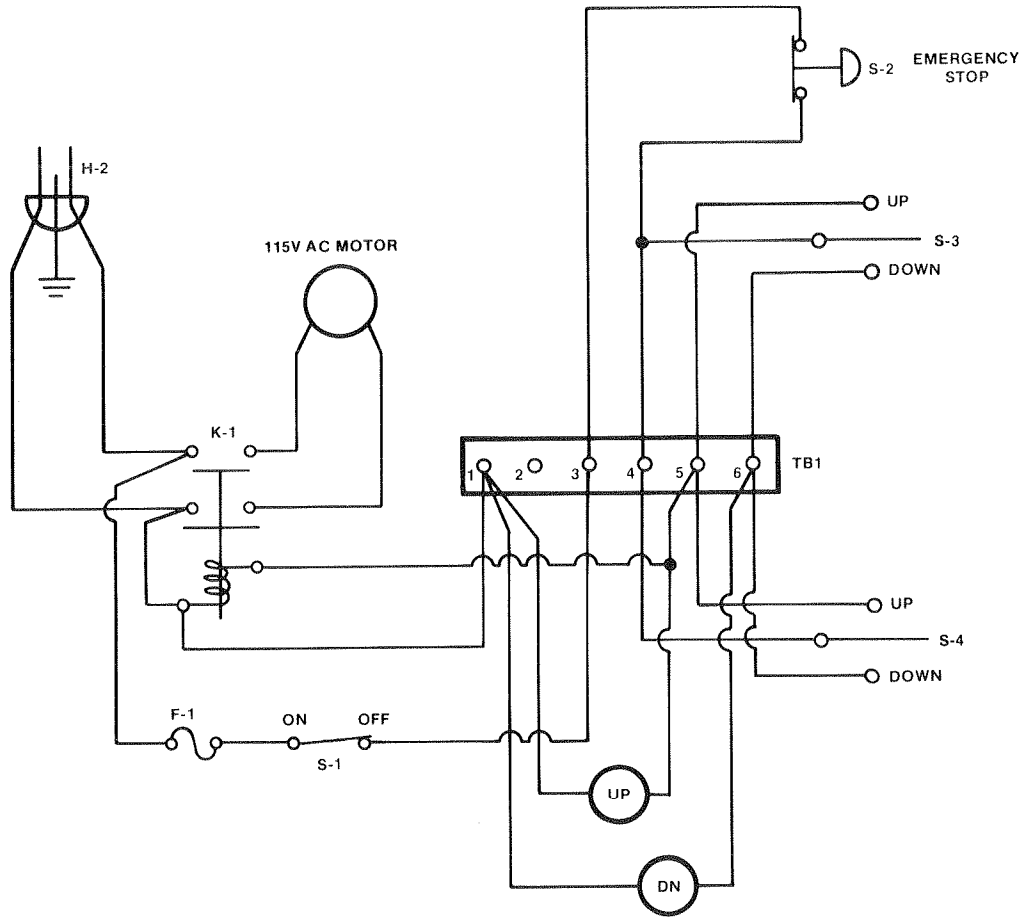 EMERGENCY
STOP
S-2
H-2
UP
115V AC MOTOR
S-3
DOWN
K-1
1 2 3 4 5 6
TB1
UP
S-4
DOWN
F-1
ON
OFF
S-1
UP
DN